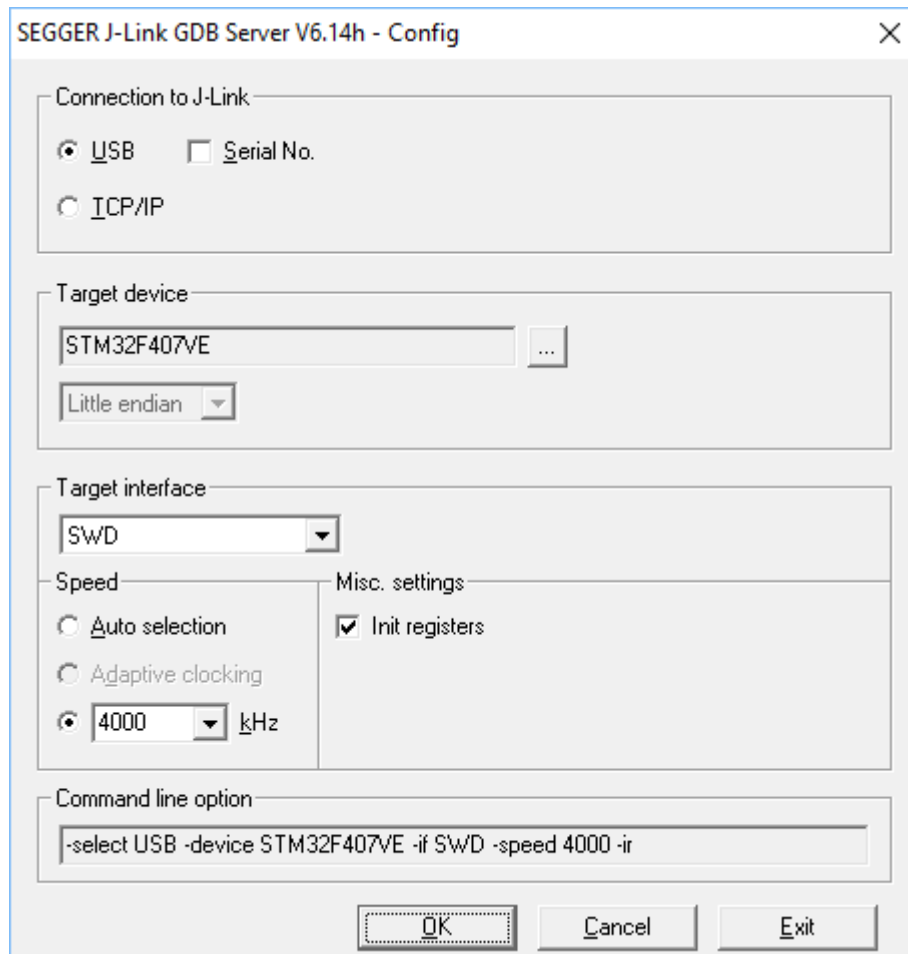 SEGGER J-Link GDB Server V6.14h - Config
Connection to J-Link
USB Serial No.
TCP/IP
Target device
STM32F407VE ...
Little endian
Target interface
SWD
Speed Misc. settings
Auto selection Init registers
Adaptive clocking
4000 kHz
Command line option
-select USB -device STM32F407VE -if SWD -speed 4000 -ir
OK Cancel Exit